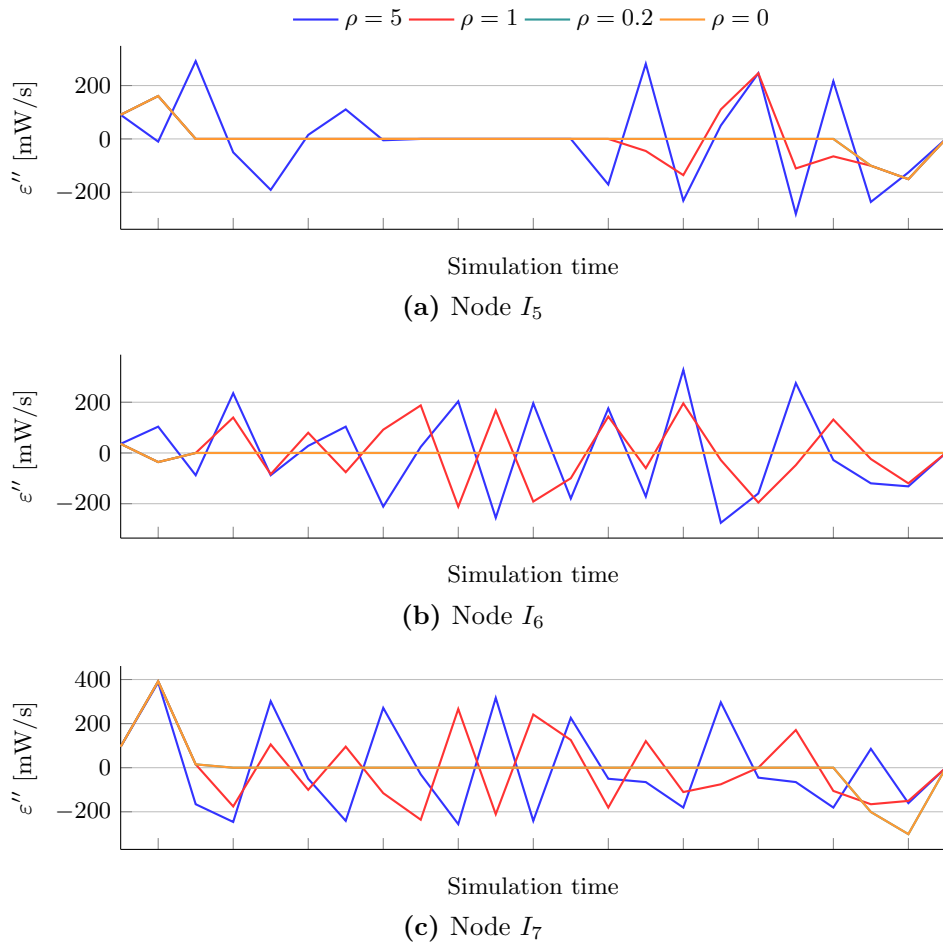 ρ = 5 ρ = 1 ρ = 0.2 ρ = 0
200
0
−200
ε′′ [mW/s]
Simulation time
(a) Node I₅
200
0
−200
ε′′ [mW/s]
Simulation time
(b) Node I₆
400
200
0
−200
ε′′ [mW/s]
Simulation time
(c) Node I₇